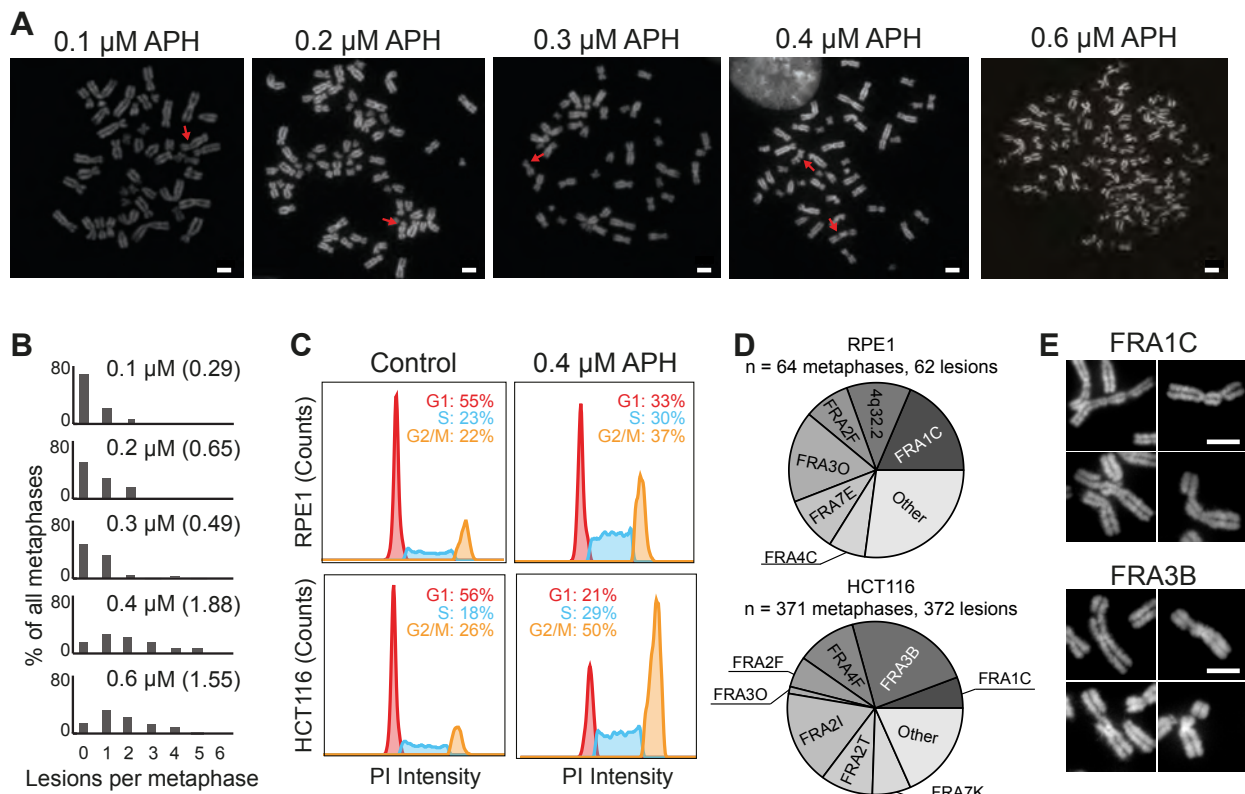 A
0.1 µM APH
0.2 µM APH
0.3 µM APH
0.4 µM APH
0.6 µM APH
B
80
0
0.1 µM (0.29)
80
0
0.2 µM (0.65)
80
0
0.3 µM (0.49)
80
0
0.4 µM (1.88)
80
0
0.6 µM (1.55)
0 1 2 3 4 5 6
Lesions per metaphase
% of all metaphases
C
Control
0.4 µM APH
RPE1 (Counts)
G1: 55%
S: 23%
G2/M: 22%
G1: 33%
S: 30%
G2/M: 37%
HCT116 (Counts)
G1: 56%
S: 18%
G2/M: 26%
G1: 21%
S: 29%
G2/M: 50%
PI Intensity
PI Intensity
D
RPE1
n = 64 metaphases, 62 lesions
FRA2F
4q32.2
FRA1C
FRA3O
FRA7E
Other
FRA4C
HCT116
n = 371 metaphases, 372 lesions
FRA2F
FRA4F
FRA3B
FRA3O
FRA1C
FRA2I
Other
FRA2T
FRA7K
E
FRA1C
FRA3B